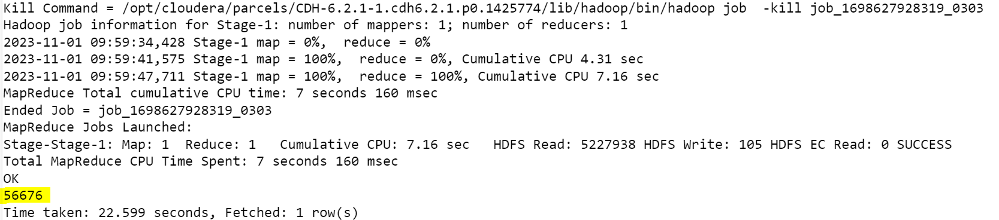 Kill Command = /opt/cloudera/parcels/CDH-6.2.1-1.cdh6.2.1.p0.1425774/lib/hadoop/bin/hadoop job  -kill job_1698627928319_0303
Hadoop job information for Stage-1: number of mappers: 1; number of reducers: 1
2023-11-01 09:59:34,428 Stage-1 map = 0%,  reduce = 0%
2023-11-01 09:59:41,575 Stage-1 map = 100%,  reduce = 0%, Cumulative CPU 4.31 sec
2023-11-01 09:59:47,711 Stage-1 map = 100%,  reduce = 100%, Cumulative CPU 7.16 sec
MapReduce Total cumulative CPU time: 7 seconds 160 msec
Ended Job = job_1698627928319_0303
MapReduce Jobs Launched:
Stage-Stage-1: Map: 1  Reduce: 1   Cumulative CPU: 7.16 sec   HDFS Read: 5227938 HDFS Write: 105 HDFS EC Read: 0 SUCCESS
Total MapReduce CPU Time Spent: 7 seconds 160 msec
OK
56676
Time taken: 22.599 seconds, Fetched: 1 row(s)